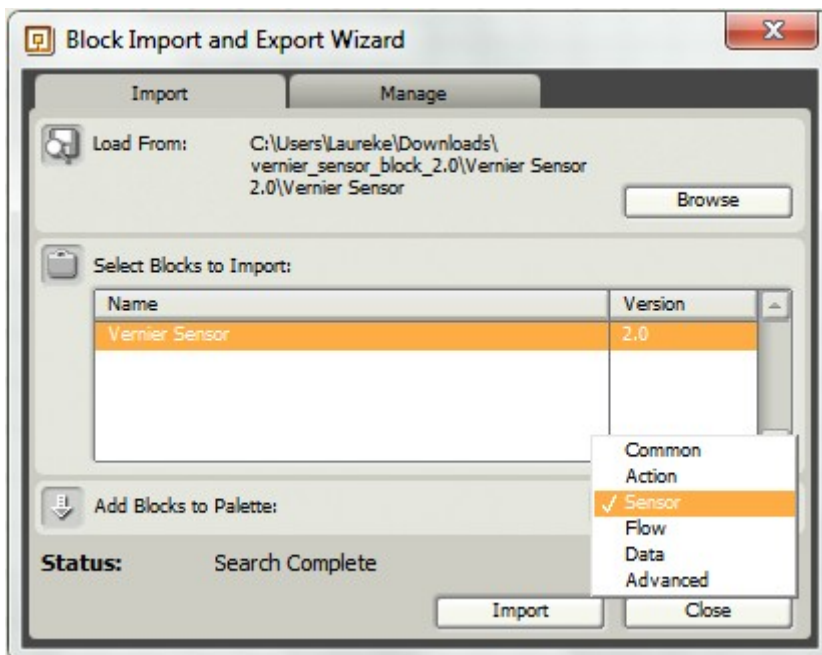 Block Import and Export Wizard
Import
Manage
Load From:
C:\Users\Laureke\Downloads\
vernier_sensor_block_2.0\Vernier Sensor
2.0\Vernier Sensor
Browse
Select Blocks to Import:
Name
Version
Vernier Sensor
2.0
Common
Action
Add Blocks to Palette:
Sensor
Flow
Data
Advanced
Status:
Search Complete
Import
Close